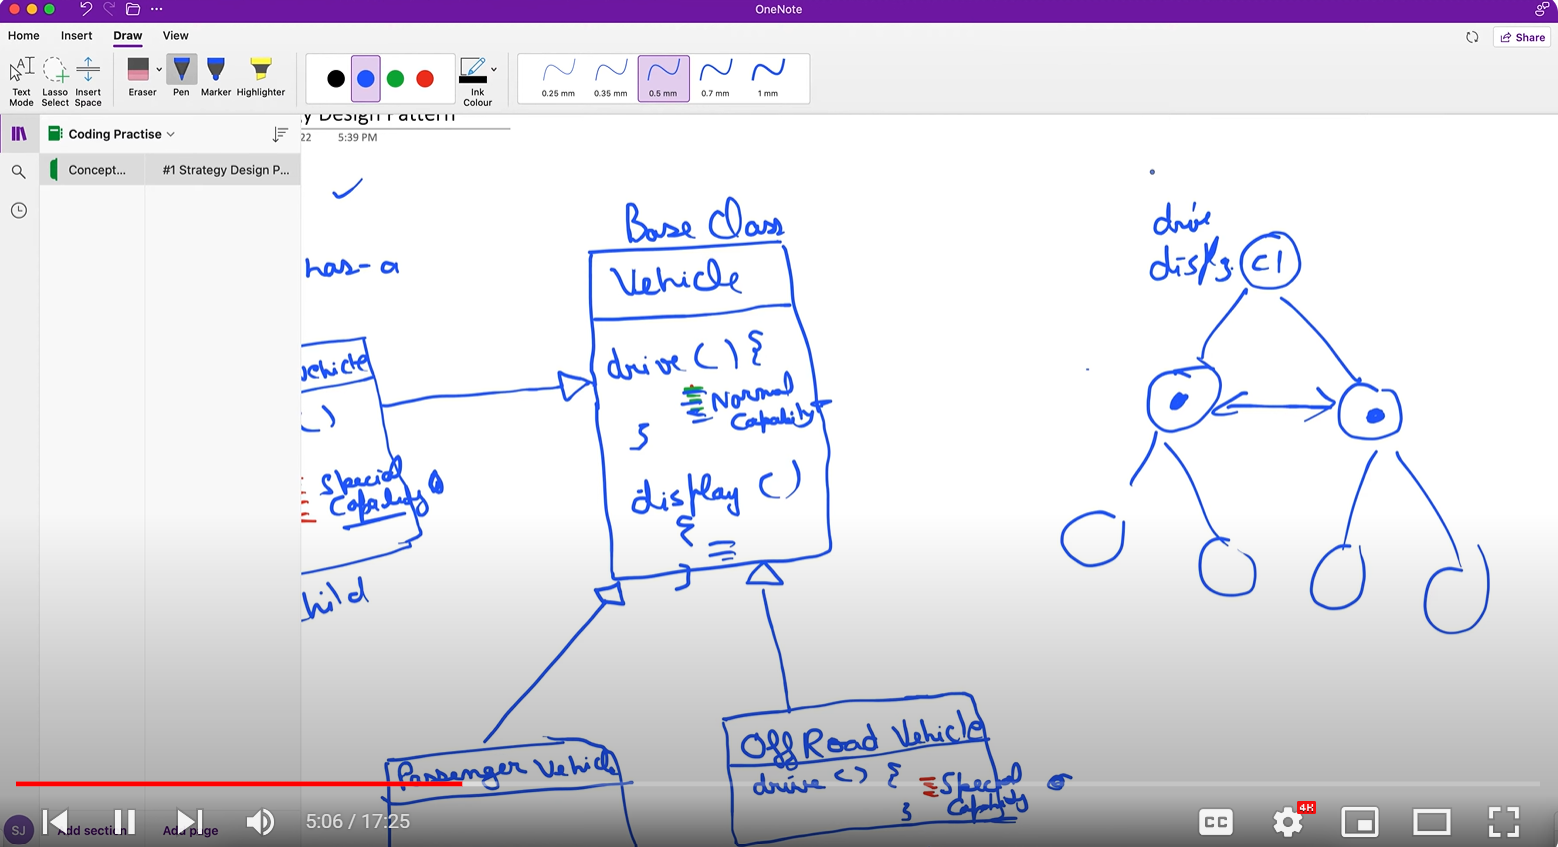 OneNote
Home Insert Draw View
Share
Text Mode
Lasso Select
Insert Space
Eraser
Pen
Marker
Highlighter
Ink Colour
0.25 mm
0.35 mm
0.5 mm
0.7 mm
1 mm
Coding Practise
Concept...
#1 Strategy Design P...
y Design Pattern
22 5:39 PM
has-a
Base Class
Vehicle
drive () {
Normal
Capability
}
display ()
{
}
ehicle
()
Special
Capability
hild
Passenger Vehicle
Off Road Vehicle
drive () {
Special
Capability
}
drive
C1
SJ
Add section
Add page
5:06 / 17:25
CC
4K